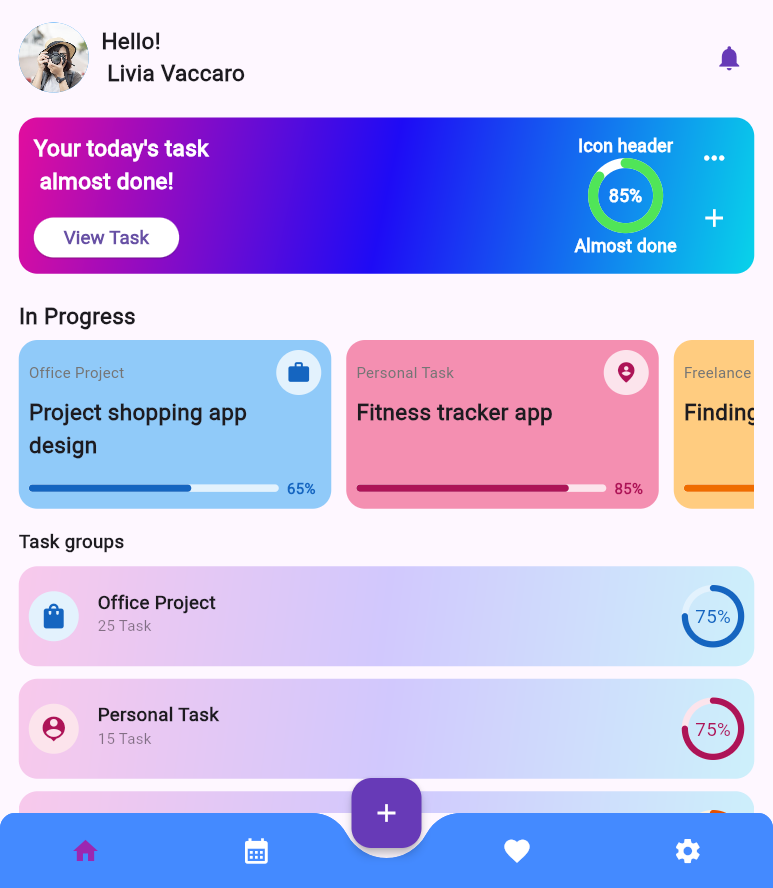 Hello!
Livia Vaccaro
Your today's task
almost done!
View Task
Icon header
85%
Almost done
In Progress
Office Project
Project shopping app
design
65%
Personal Task
Fitness tracker app
85%
Freelance
Finding
Task groups
Office Project
25 Task
75%
Personal Task
15 Task
75%